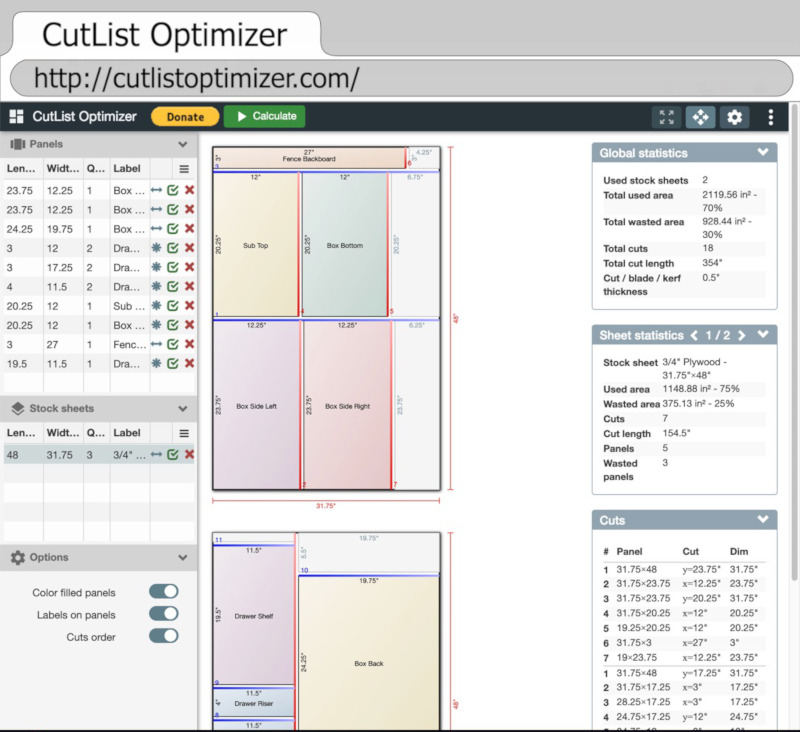 CutList Optimizer
http://cutlistoptimizer.com/
CutList Optimizer
Donate
Calculate
Panels
Len... Widt... Q... Label
23.75 12.25 1 Box ...
23.75 12.25 1 Box ...
24.25 19.75 1 Box ...
3 12 2 Dra...
3 17.25 2 Dra...
4 11.5 2 Dra...
20.25 12 1 Sub ...
20.25 12 1 Box ...
3 27 1 Fenc...
19.5 11.5 1 Dra...
Stock sheets
Len... Widt... Q... Label
48 31.75 3 3/4" ...
Options
Color filled panels
Labels on panels
Cuts order
27"
4.25"
3"
Fence Backboard
3"
3
6
12"
12"
6.75"
20.25"
Sub Top
20.25"
Box Bottom
20.25"
1
4
5
48"
12.25"
12.25"
6.25"
23.75"
Box Side Left
23.75"
Box Side Right
23.75"
2
7
31.75"
11
19.75"
11.5"
5.5"
10
19.75"
19.5"
Drawer Shelf
24.25"
Box Back
9
11.5"
4"
Drawer Riser
8
11.5"
48"
Global statistics
Used stock sheets 2
Total used area 2119.56 in² -
70%
Total wasted area 928.44 in² -
30%
Total cuts 18
Total cut length 354"
Cut / blade / kerf 0.5"
thickness
Sheet statistics 1 / 2
Stock sheet 3/4" Plywood -
31.75"×48"
Used area 1148.88 in² - 75%
Wasted area 375.13 in² - 25%
Cuts 7
Cut length 154.5"
Panels 5
Wasted 3
panels
Cuts
# Panel Cut Dim
1 31.75×48 y=23.75" 31.75"
2 31.75×23.75 x=12.25" 23.75"
3 31.75×23.75 y=20.25" 31.75"
4 31.75×20.25 x=12" 20.25"
5 19.25×20.25 x=12" 20.25"
6 31.75×3 x=27" 3"
7 19×23.75 x=12.25" 23.75"
1 31.75×48 y=17.25" 31.75"
2 31.75×17.25 x=3" 17.25"
3 28.25×17.25 x=3" 17.25"
4 24.75×17.25 y=12" 24.75"